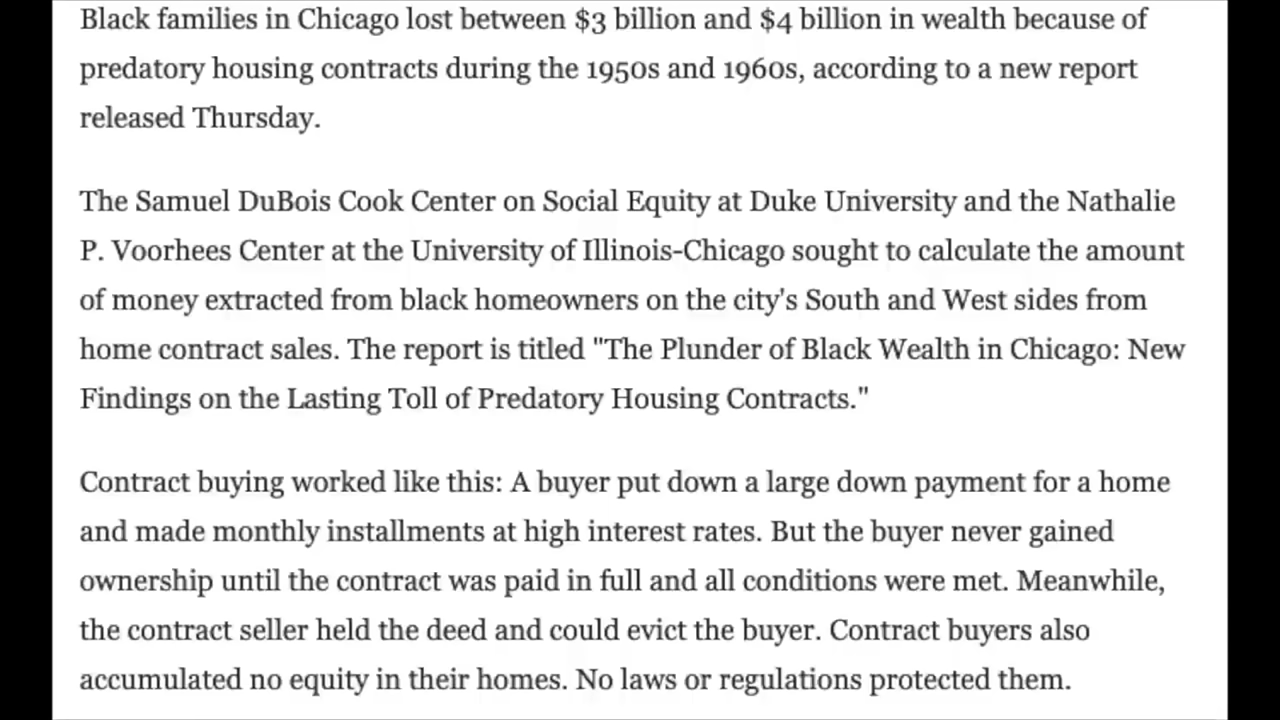 Black families in Chicago lost between $3 billion and $4 billion in wealth because of
predatory housing contracts during the 1950s and 1960s, according to a new report
released Thursday.
The Samuel DuBois Cook Center on Social Equity at Duke University and the Nathalie
P. Voorhees Center at the University of Illinois-Chicago sought to calculate the amount
of money extracted from black homeowners on the city's South and West sides from
home contract sales. The report is titled "The Plunder of Black Wealth in Chicago: New
Findings on the Lasting Toll of Predatory Housing Contracts."
Contract buying worked like this: A buyer put down a large down payment for a home
and made monthly installments at high interest rates. But the buyer never gained
ownership until the contract was paid in full and all conditions were met. Meanwhile,
the contract seller held the deed and could evict the buyer. Contract buyers also
accumulated no equity in their homes. No laws or regulations protected them.